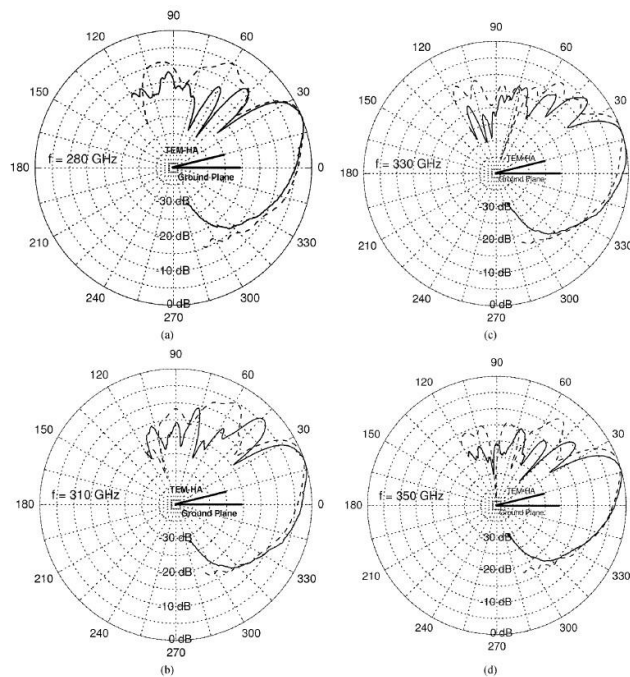 90
120
60
150
f = 280 GHz
TEM-HA
180
0
Ground Plane
-30 dB
210
-20 dB
330
-10 dB
240
300
0 dB
270
(a)
90
120
60
150
f = 310 GHz
TEM-HA
180
0
Ground Plane
-30 dB
210
-20 dB
330
-10 dB
240
300
0 dB
270
(b)
90
120
60
150
30
f = 330 GHz
TEM-HA
180
0
Ground Plane
-30 dB
210
-20 dB
330
-10 dB
240
300
0 dB
270
(c)
90
120
60
150
30
f = 350 GHz
TEM-HA
180
0
Ground Plane
-30 dB
210
-20 dB
330
-10 dB
240
300
0 dB
270
(d)